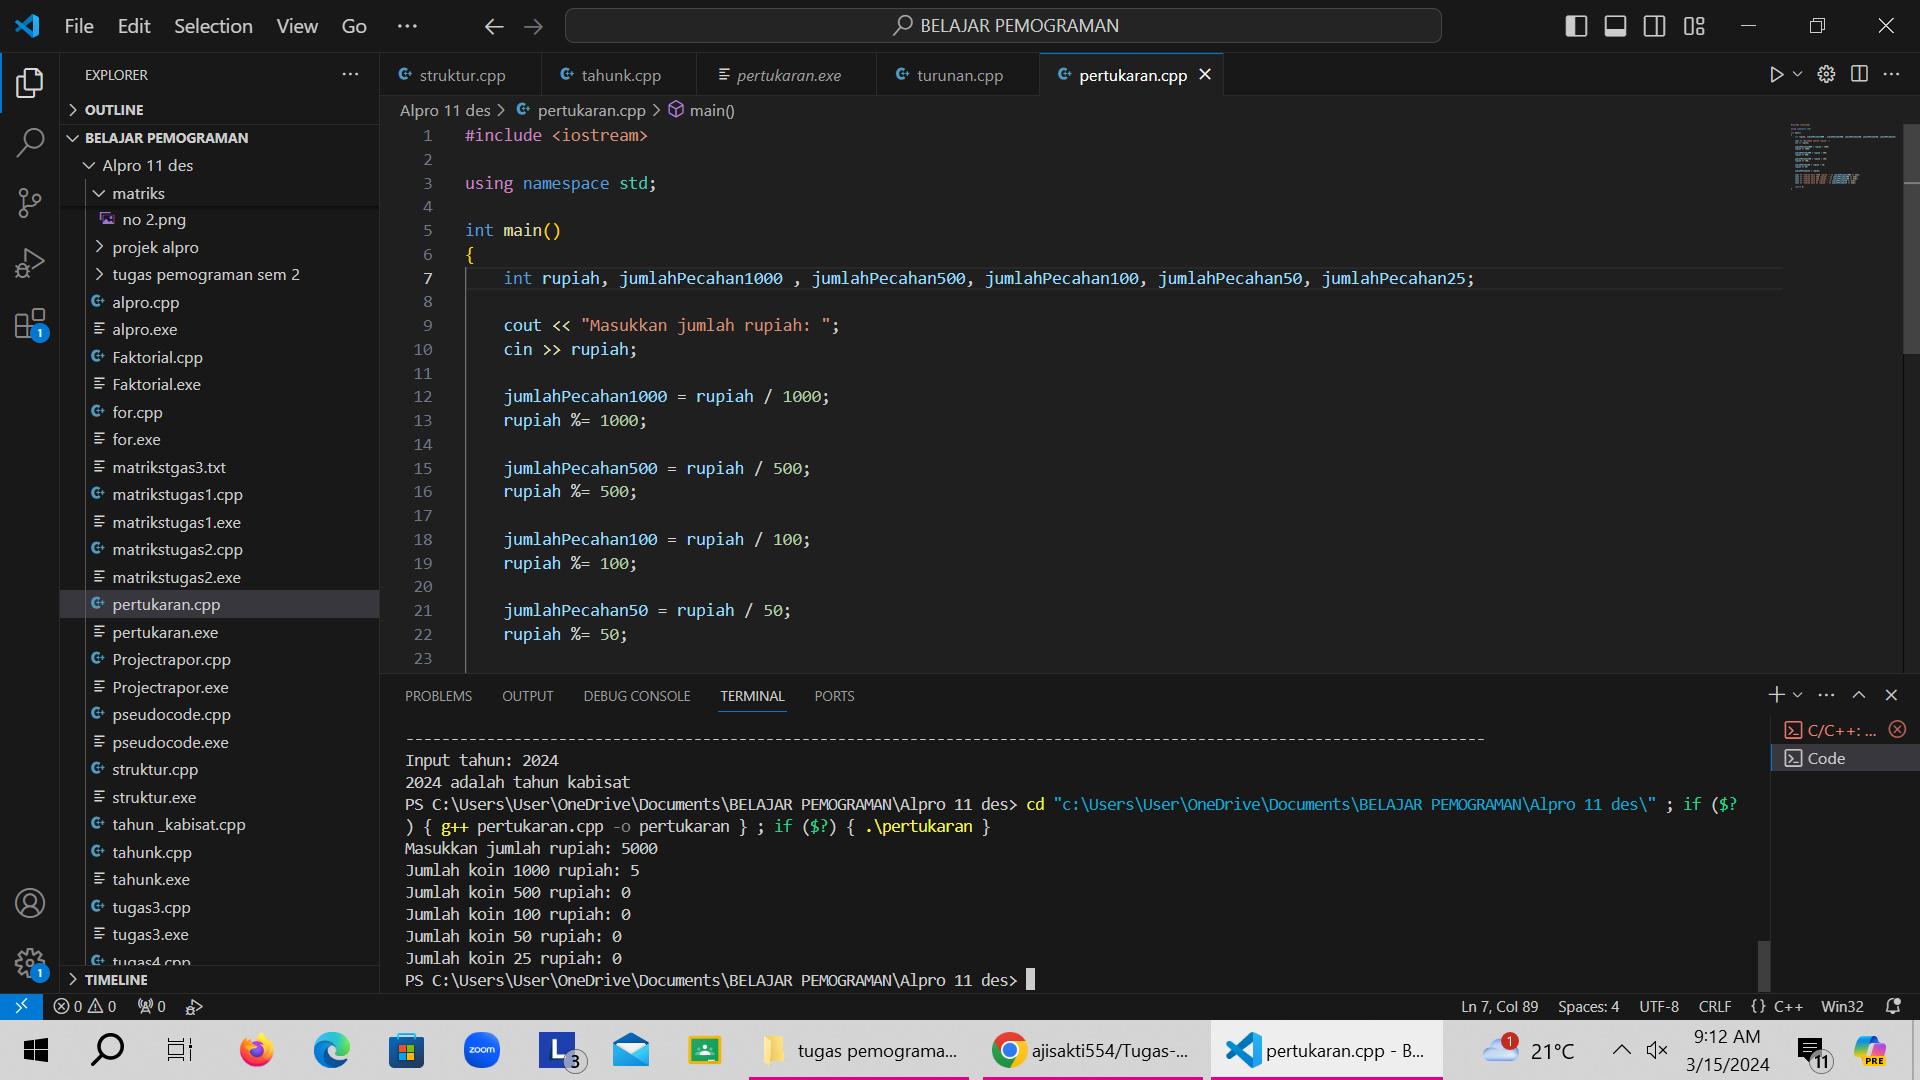 File Edit Selection View Go ··· BELAJAR PEMOGRAMAN
EXPLORER
OUTLINE
BELAJAR PEMOGRAMAN
Alpro 11 des
matriks
no 2.png
projek alpro
tugas pemograman sem 2
alpro.cpp
alpro.exe
Faktorial.cpp
Faktorial.exe
for.cpp
for.exe
matrikstgas3.txt
matrikstugas1.cpp
matrikstugas1.exe
matrikstugas2.cpp
matrikstugas2.exe
pertukaran.cpp
pertukaran.exe
Projectrapor.cpp
Projectrapor.exe
pseudocode.cpp
pseudocode.exe
struktur.cpp
struktur.exe
tahun _kabisat.cpp
tahunk.cpp
tahunk.exe
tugas3.cpp
tugas3.exe
tugas4.cpp
TIMELINE
1
1
struktur.cpp tahunk.cpp pertukaran.exe turunan.cpp pertukaran.cpp
Alpro 11 des > pertukaran.cpp > main()
1 #include <iostream>
2
3 using namespace std;
4
5 int main()
6 {
7 int rupiah, jumlahPecahan1000 , jumlahPecahan500, jumlahPecahan100, jumlahPecahan50, jumlahPecahan25;
8
9 cout << "Masukkan jumlah rupiah: ";
10 cin >> rupiah;
11
12 jumlahPecahan1000 = rupiah / 1000;
13 rupiah %= 1000;
14
15 jumlahPecahan500 = rupiah / 500;
16 rupiah %= 500;
17
18 jumlahPecahan100 = rupiah / 100;
19 rupiah %= 100;
20
21 jumlahPecahan50 = rupiah / 50;
22 rupiah %= 50;
23
PROBLEMS OUTPUT DEBUG CONSOLE TERMINAL PORTS
Input tahun: 2024
2024 adalah tahun kabisat
PS C:\Users\User\OneDrive\Documents\BELAJAR PEMOGRAMAN\Alpro 11 des> cd "c:\Users\User\OneDrive\Documents\BELAJAR PEMOGRAMAN\Alpro 11 des\" ; if ($?
) { g++ pertukaran.cpp -o pertukaran } ; if ($?) { .\pertukaran }
Masukkan jumlah rupiah: 5000
Jumlah koin 1000 rupiah: 5
Jumlah koin 500 rupiah: 0
Jumlah koin 100 rupiah: 0
Jumlah koin 50 rupiah: 0
Jumlah koin 25 rupiah: 0
PS C:\Users\User\OneDrive\Documents\BELAJAR PEMOGRAMAN\Alpro 11 des>
C/C++: ...
Code
0 0 0 Ln 7, Col 89 Spaces: 4 UTF-8 CRLF {} C++ Win32
zoom L 3 tugas pemograma... ajisakti554/Tugas-... pertukaran.cpp - B... 1 21°C 9:12 AM
3/15/2024
11 PRE